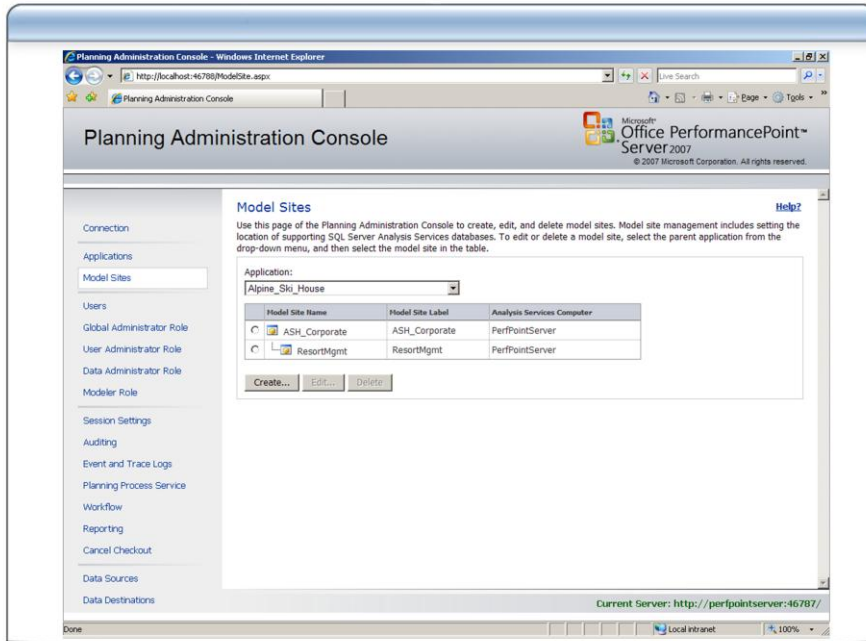 Planning Administration Console - Windows Internet Explorer
http://localhost:46788/ModelSite.aspx
Live Search
Planning Administration Console
Page
Tools
Planning Administration Console
Microsoft®
Office PerformancePoint™
Server 2007
© 2007 Microsoft Corporation. All rights reserved.
Connection
Applications
Model Sites
Users
Global Administrator Role
User Administrator Role
Data Administrator Role
Modeler Role
Session Settings
Auditing
Event and Trace Logs
Planning Process Service
Workflow
Reporting
Cancel Checkout
Data Sources
Data Destinations
Model Sites
Help?
Use this page of the Planning Administration Console to create, edit, and delete model sites. Model site management includes setting the
location of supporting SQL Server Analysis Services databases. To edit or delete a model site, select the parent application from the
drop-down menu, and then select the model site in the table.
Application:
Alpine_Ski_House
Model Site Name Model Site Label Analysis Services Computer
ASH_Corporate ASH_Corporate PerfPointServer
ResortMgmt ResortMgmt PerfPointServer
Create... Edit... Delete
Current Server: http://perfpointserver:46787/
Done
Local intranet
100%